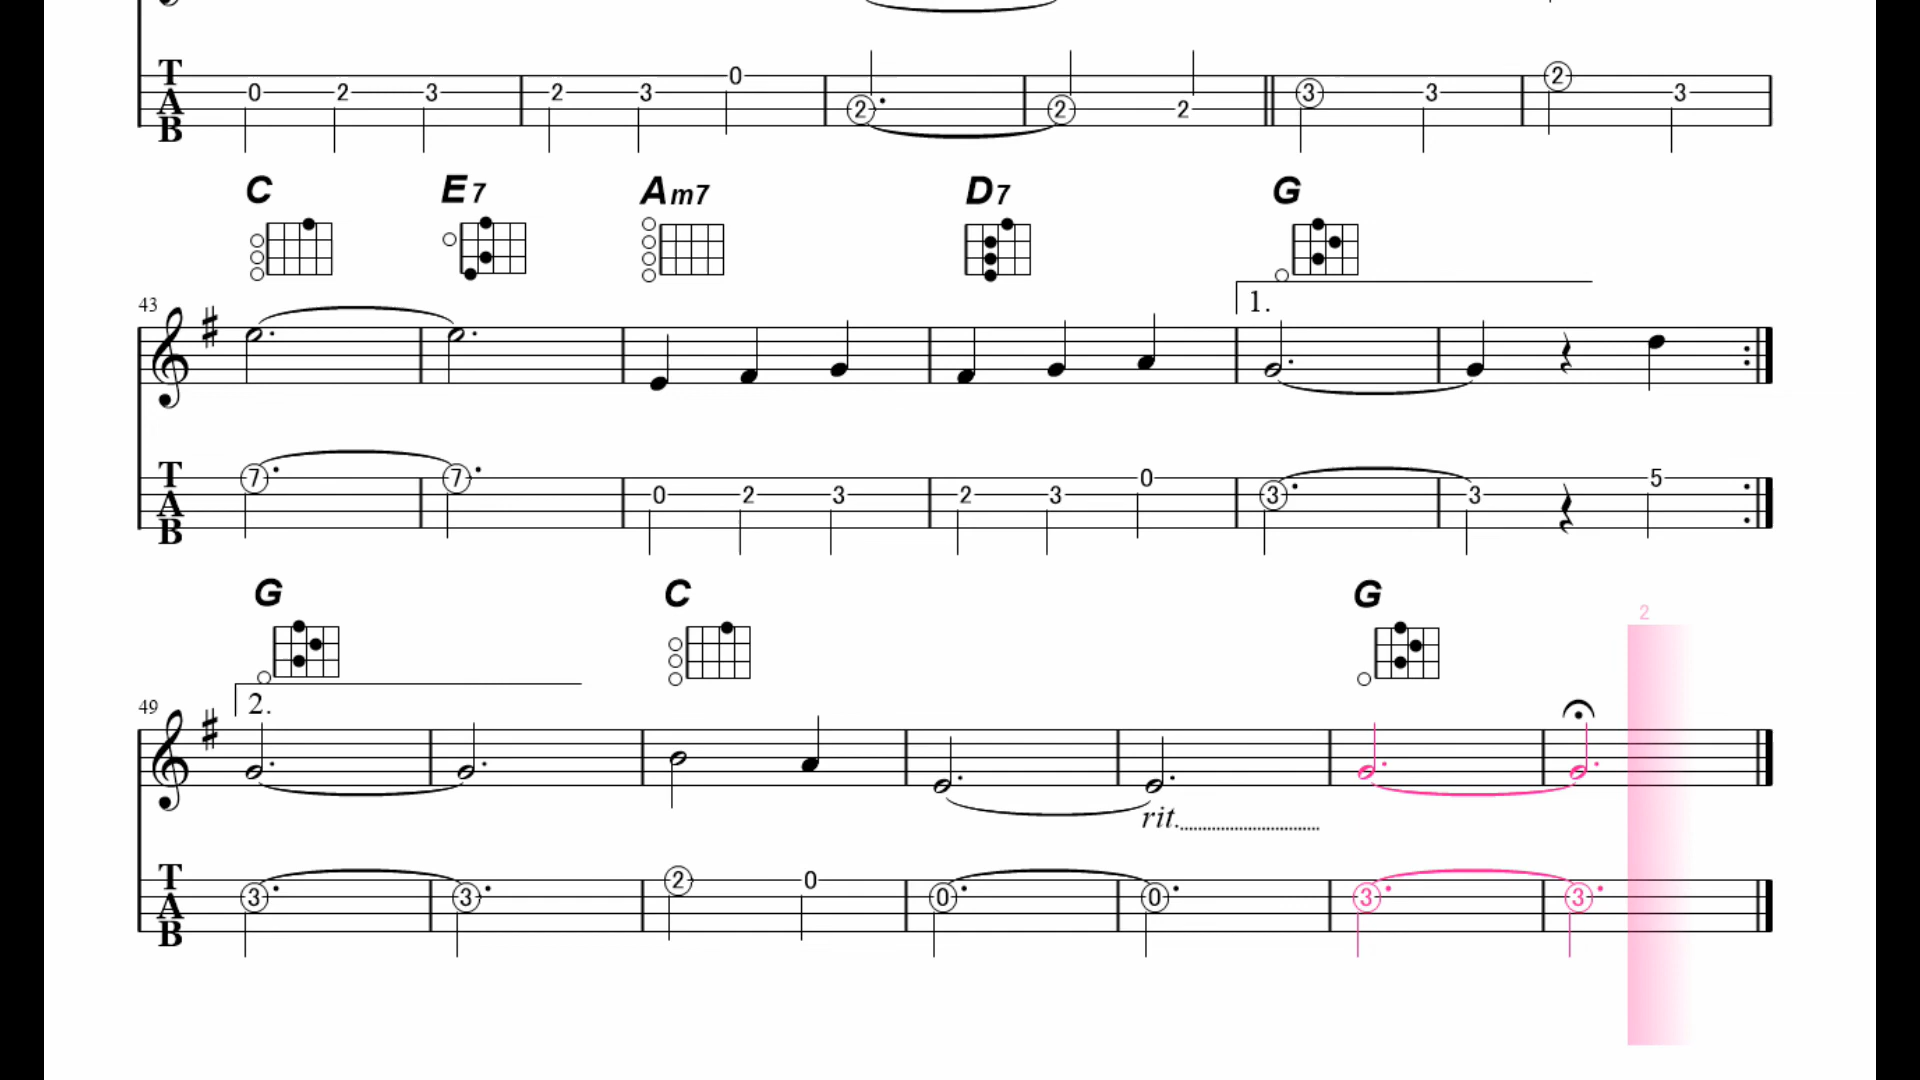 T A B 0 2 3 2 3 0 2 2 2 3 3 2 3
C E7 Am7 D7 G
43 1.
T A B 7 7 0 2 3 2 3 0 3 3 5
G C G 2
49 2.
rit.
T A B 3 3 2 0 0 0 3 3